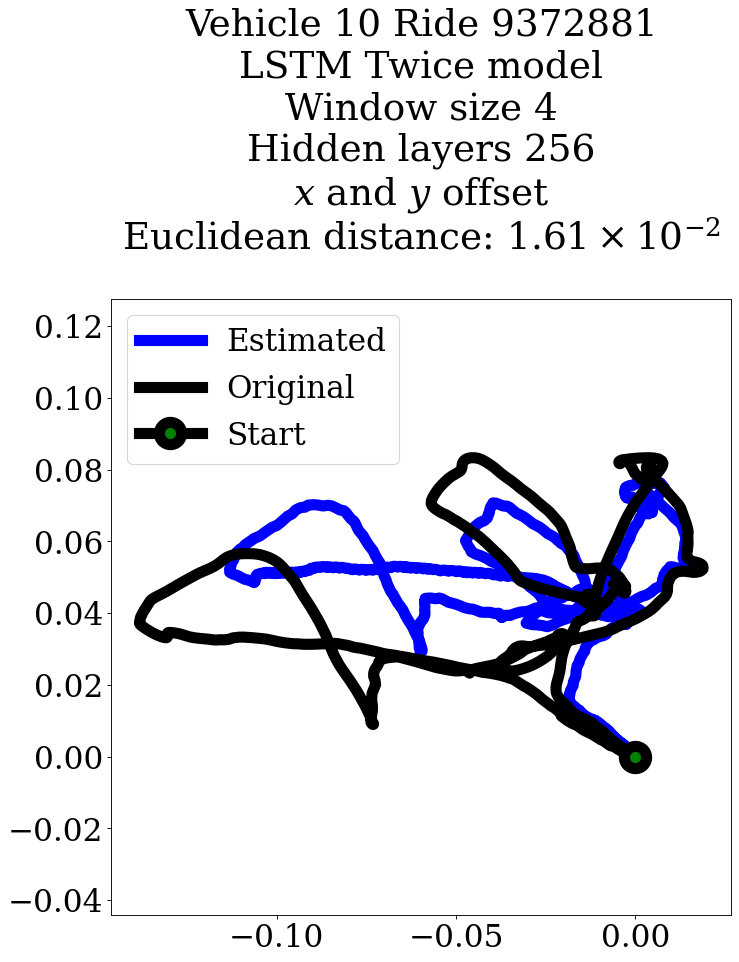 Vehicle 10 Ride 9372881
LSTM Twice model
Window size 4
Hidden layers 256
x and y offset
Euclidean distance: 1.61 × 10⁻²
Estimated
Original
Start
0.12
0.10
0.08
0.06
0.04
0.02
0.00
−0.02
−0.04
−0.10
−0.05
0.00